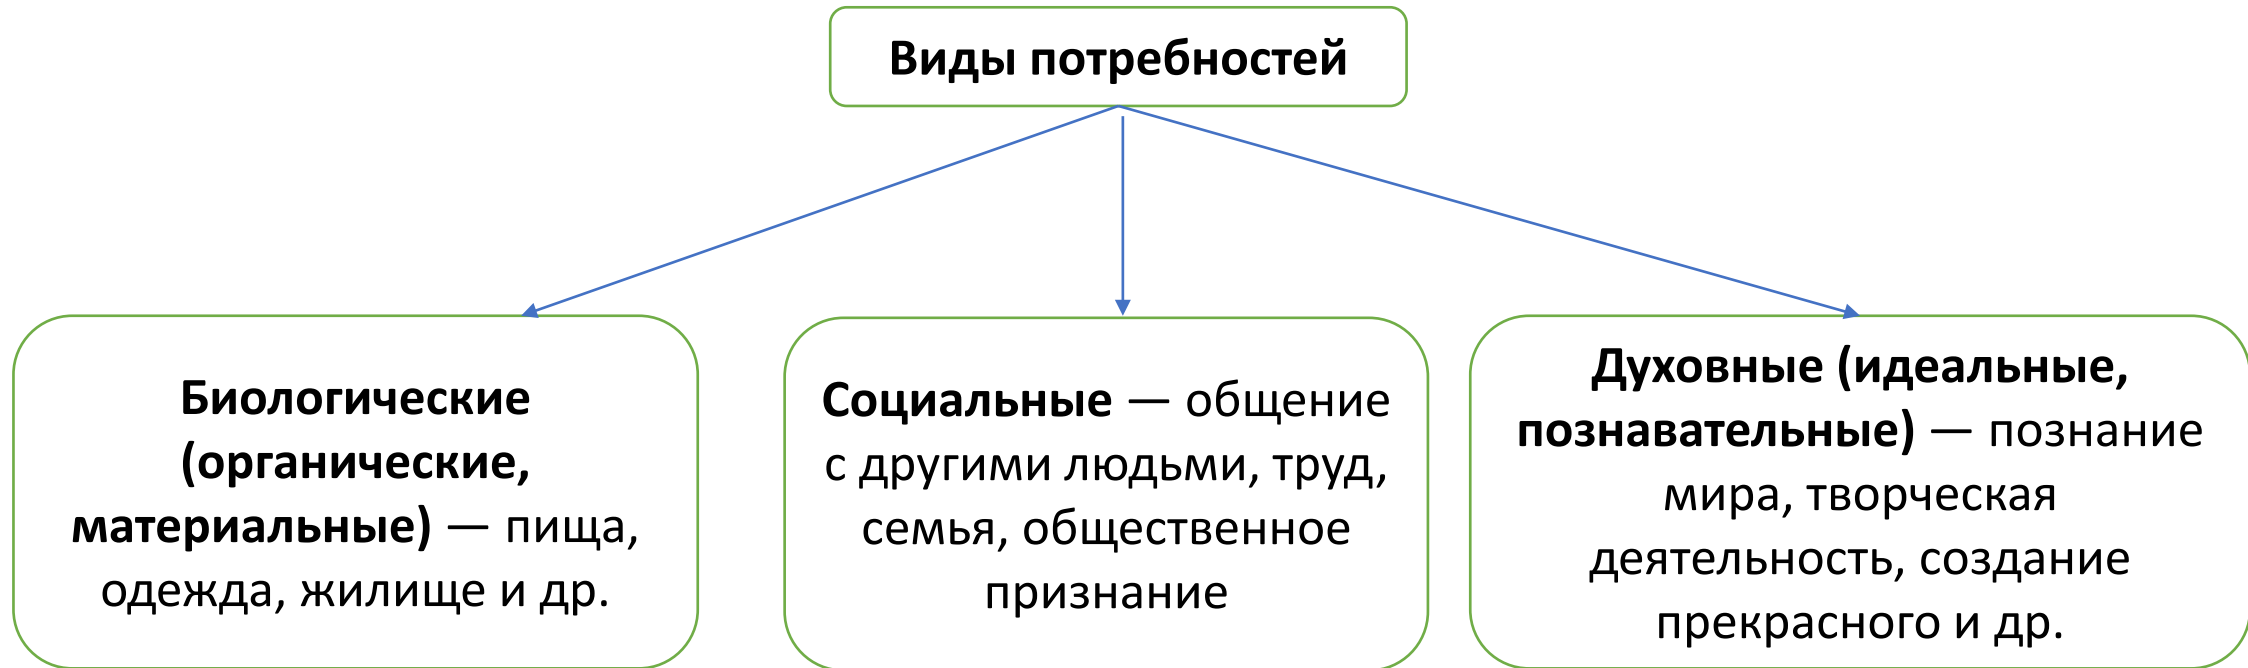 Виды потребностей
Биологические
(органические,
материальные) — пища,
одежда, жилище и др.
Социальные — общение
с другими людьми, труд,
семья, общественное
признание
Духовные (идеальные,
познавательные) — познание
мира, творческая
деятельность, создание
прекрасного и др.